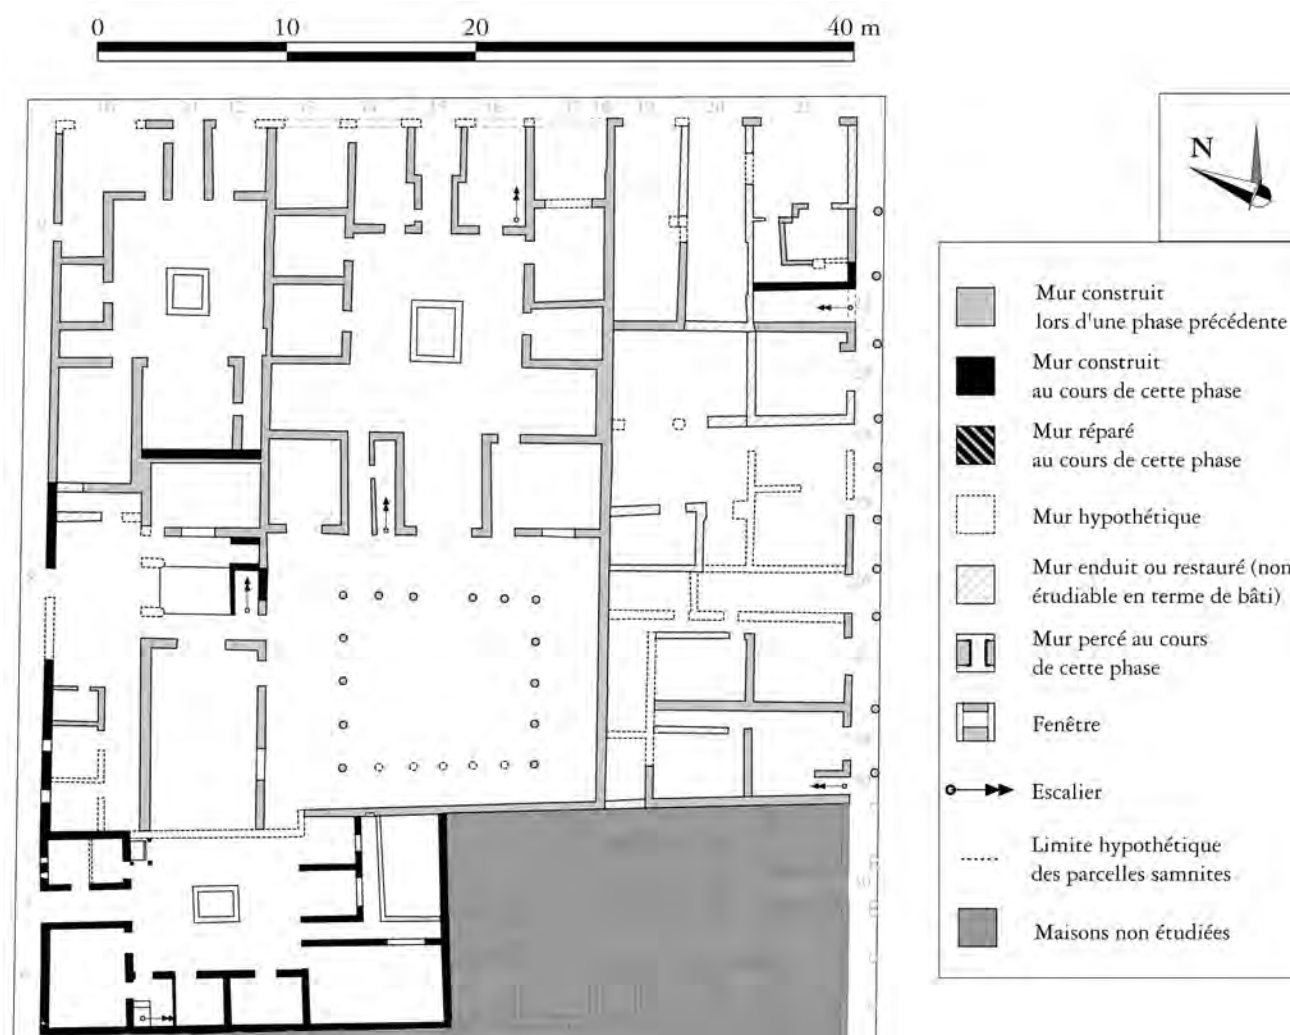 0 10 20 40 m
N
Mur construit
lors d'une phase précédente
Mur construit
au cours de cette phase
Mur réparé
au cours de cette phase
Mur hypothétique
Mur enduit ou restauré (non
étudiable en terme de bâti)
Mur percé au cours
de cette phase
Fenêtre
Escalier
Limite hypothétique
des parcelles samnites
Maisons non étudiées